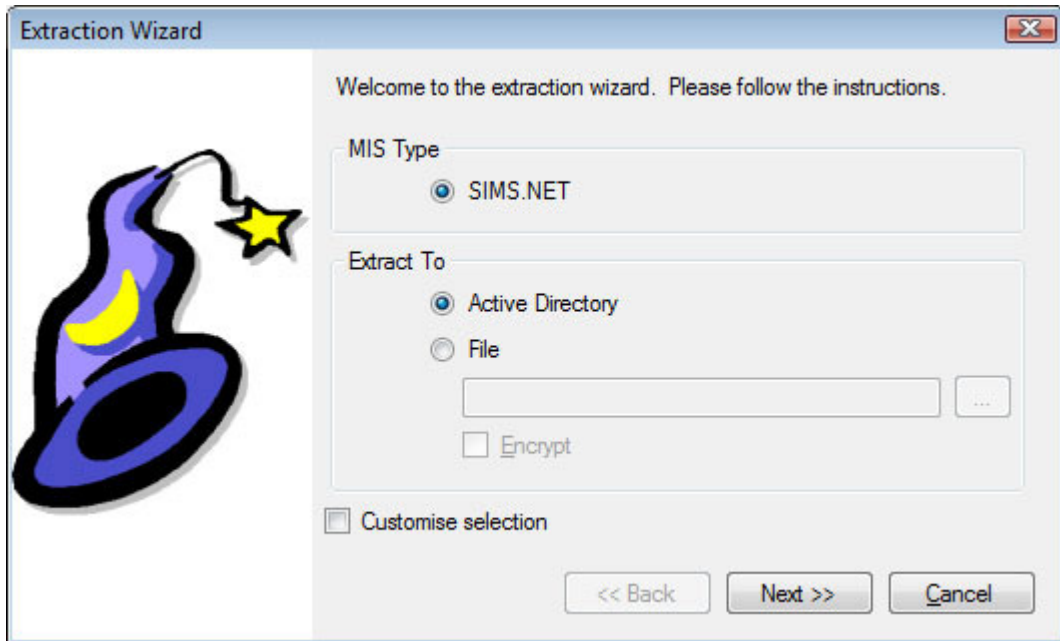 Extraction Wizard
Welcome to the extraction wizard.  Please follow the instructions.
MIS Type
SIMS.NET
Extract To
Active Directory
File
...
Encrypt
Customise selection
<< Back
Next >>
Cancel